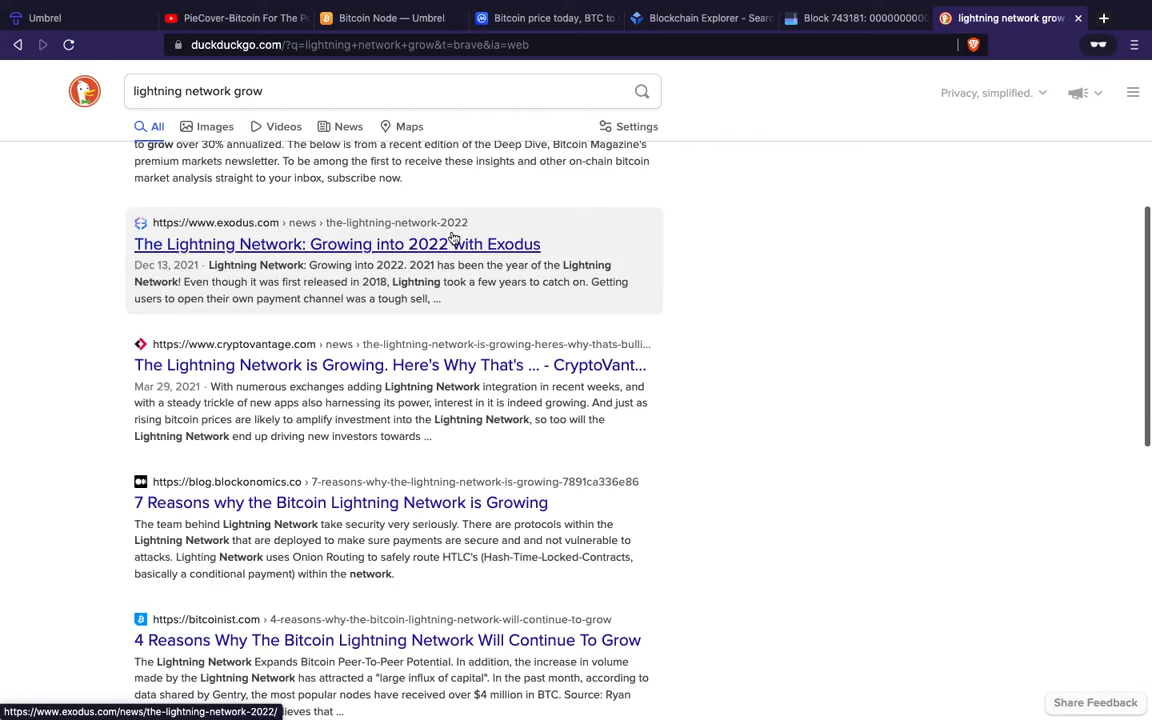 Umbrel
PieCover-Bitcoin For The P
Bitcoin Node — Umbrel
Bitcoin price today, BTC to
Blockchain Explorer - Sear
Block 743181: 0000000000
lightning network grow
duckduckgo.com/?q=lightning+network+grow&t=brave&ia=web
lightning network grow
Privacy, simplified.
All
Images
Videos
News
Maps
Settings
to grow over 30% annualized. The below is from a recent edition of the Deep Dive, Bitcoin Magazine's
premium markets newsletter. To be among the first to receive these insights and other on-chain bitcoin
market analysis straight to your inbox, subscribe now.
https://www.exodus.com › news › the-lightning-network-2022
The Lightning Network: Growing into 2022 with Exodus
Dec 13, 2021 · Lightning Network: Growing into 2022. 2021 has been the year of the Lightning
Network! Even though it was first released in 2018, Lightning took a few years to catch on. Getting
users to open their own payment channel was a tough sell, ...
https://www.cryptovantage.com › news › the-lightning-network-is-growing-heres-why-thats-bulli...
The Lightning Network is Growing. Here's Why That's ... - CryptoVant...
Mar 29, 2021 · With numerous exchanges adding Lightning Network integration in recent weeks, and
with a steady trickle of new apps also harnessing its power, interest in it is indeed growing. And just as
rising bitcoin prices are likely to amplify investment into the Lightning Network, so too will the
Lightning Network end up driving new investors towards ...
https://blog.blockonomics.co › 7-reasons-why-the-lightning-network-is-growing-7891ca336e86
7 Reasons why the Bitcoin Lightning Network is Growing
The team behind Lightning Network take security very seriously. There are protocols within the
Lightning Network that are deployed to make sure payments are secure and and not vulnerable to
attacks. Lighting Network uses Onion Routing to safely route HTLC's (Hash-Time-Locked-Contracts,
basically a conditional payment) within the network.
https://bitcoinist.com › 4-reasons-why-the-bitcoin-lightning-network-will-continue-to-grow
4 Reasons Why The Bitcoin Lightning Network Will Continue To Grow
The Lightning Network Expands Bitcoin Peer-To-Peer Potential. In addition, the increase in volume
made by the Lightning Network has attracted a "large influx of capital". In the past month, according to
data shared by Gentry, the most popular nodes have received over $4 million in BTC. Source: Ryan
https://www.exodus.com/news/the-lightning-network-2022/
ieves that ...
Share Feedback